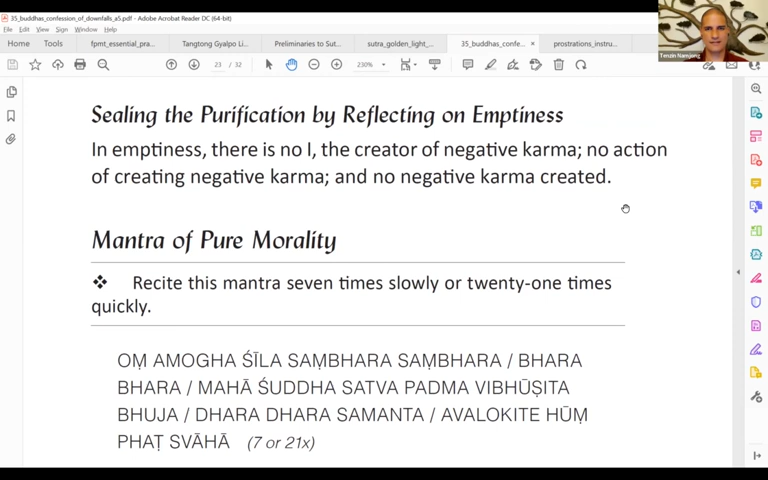 35_buddhas_confession_of_downfalls_a5.pdf - Adobe Acrobat Reader DC (64-bit)
File Edit View Sign Window Help
Home Tools fpmt_essential_pra... Tangtong Gyalpo Li... Preliminaries to Sut... sutra_golden_light_... 35_buddhas_confe... × prostrations_instru...
Tenzin Namjong
23 / 32 230%
Sealing the Purification by Reflecting on Emptiness
In emptiness, there is no I, the creator of negative karma; no action
of creating negative karma; and no negative karma created.
Mantra of Pure Morality
❖ Recite this mantra seven times slowly or twenty-one times
quickly.
OṂ AMOGHA ŚĪLA SAṂBHARA SAṂBHARA / BHARA
BHARA / MAHĀ ŚUDDHA SATVA PADMA VIBHŪṢITA
BHUJA / DHARA DHARA SAMANTA / AVALOKITE HŪṂ
PHAṬ SVĀHĀ (7 or 21x)